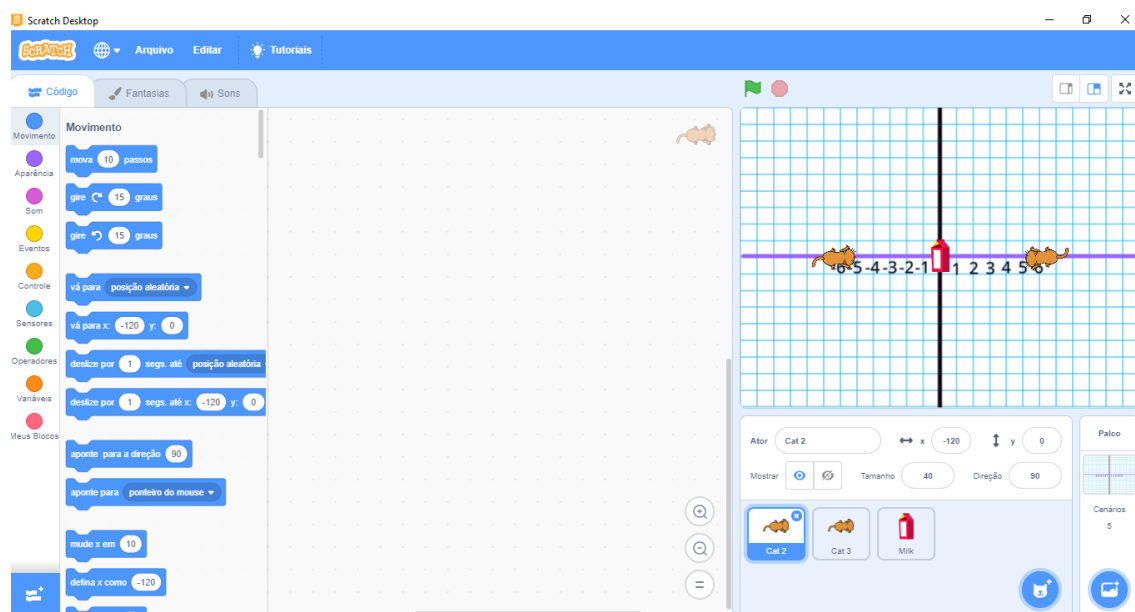 Scratch Desktop
SCRATCH Arquivo Editar Tutoriais
Código Fantasias Sons
Movimento
Aparência
Som
Eventos
Controle
Sensores
Operadores
Variáveis
Meus Blocos
Movimento
mova 10 passos
gire 15 graus
gire 15 graus
vá para posição aleatória
vá para x: -120 y: 0
deslize por 1 segs. até posição aleatória
deslize por 1 segs. até x: -120 y: 0
aponte para a direção 90
aponte para ponteiro do mouse
mude x em 10
defina x como -120
-6-5-4-3-2-1 1 2 3 4 5 6
Ator Cat 2 x -120 y 0
Mostrar Tamanho 40 Direção 90
Cat 2 Cat 3 Milk
Palco
Cenários
5